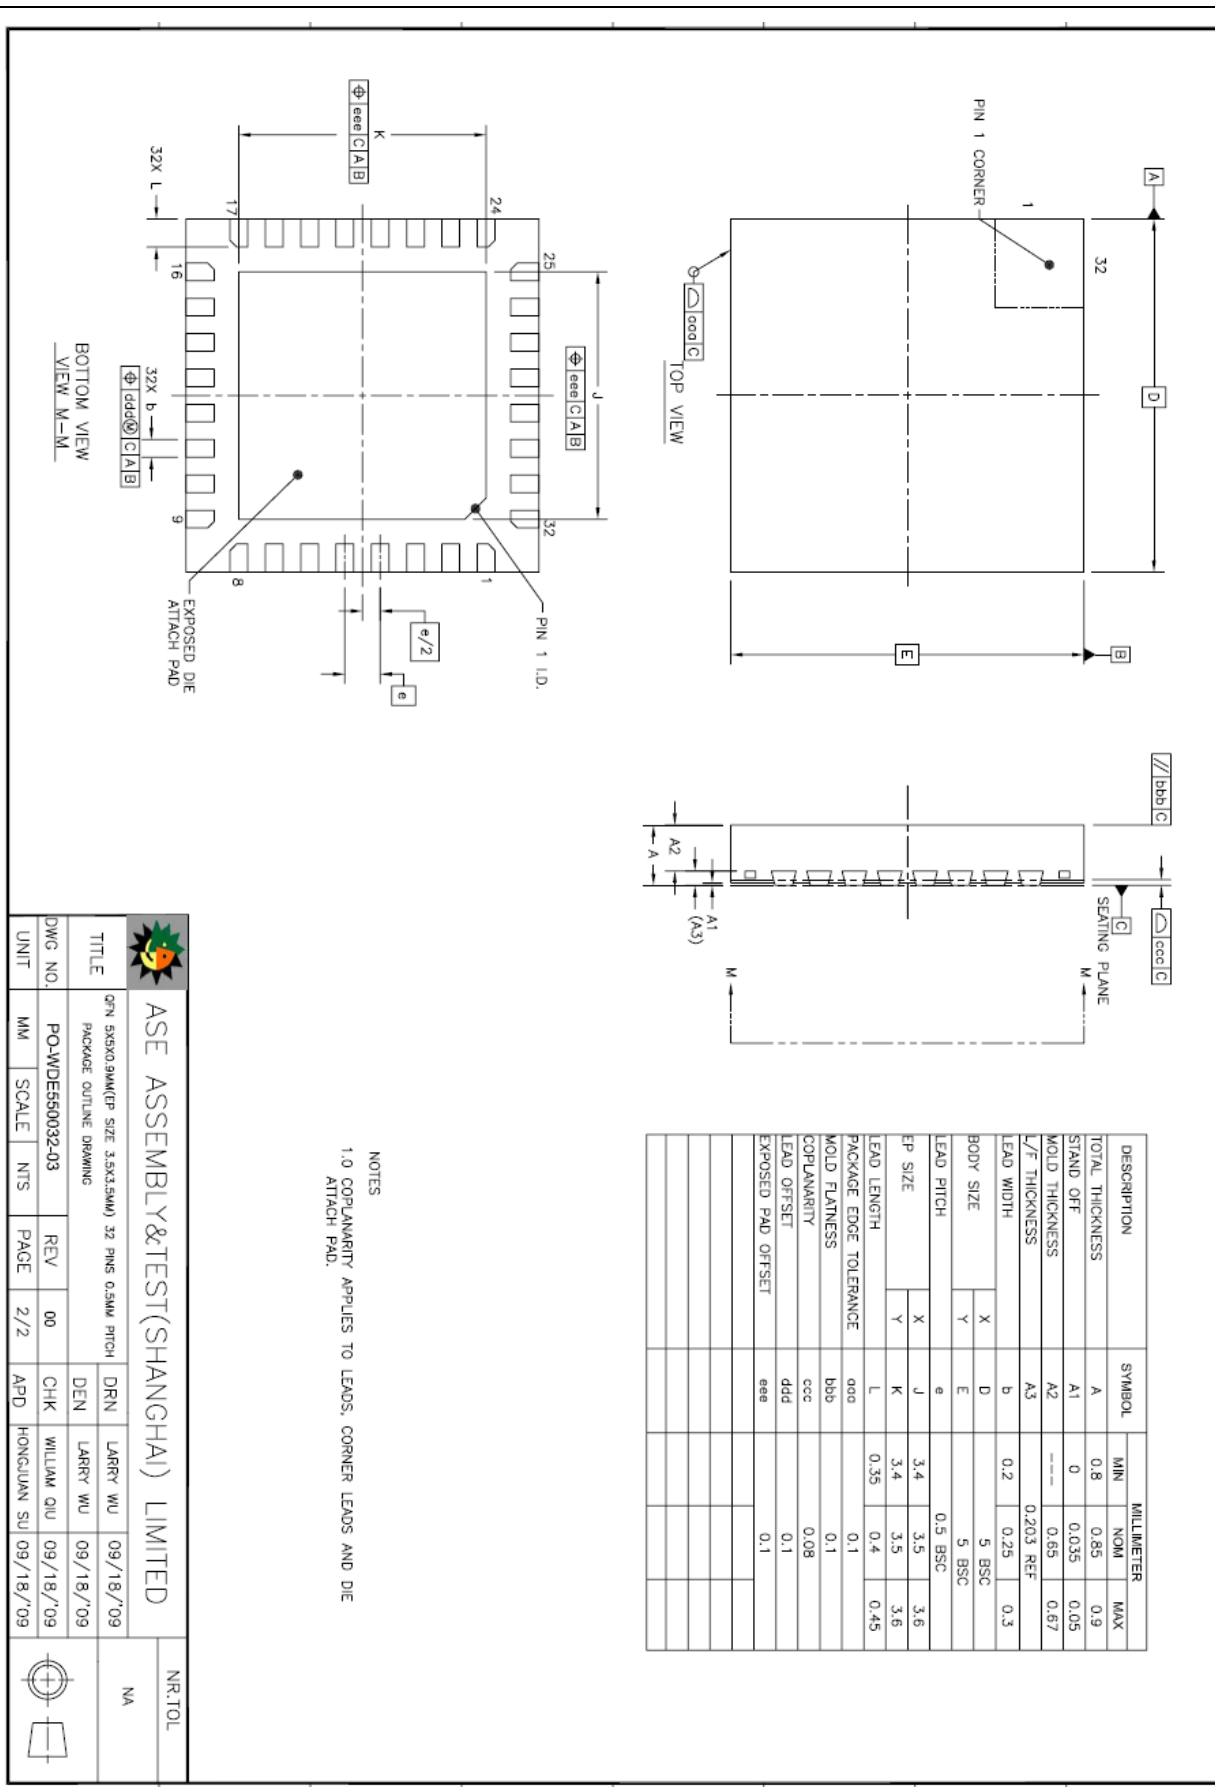 PIN 1 CORNER
1
32
A
D
B
E
aaa C
TOP VIEW
// bbb C
ccc C
C
SEATING PLANE
A2
A
A1
(A3)
M
M
eee C A B
K
32X L
17
24
25
16
eee C A B
J
32X b
ddd Ⓜ C A B
9
32
8
1
e/2
e
PIN 1 I.D.
EXPOSED DIE
ATTACH PAD
BOTTOM VIEW
VIEW M-M
DESCRIPTION SYMBOL MILLIMETER
MIN NOM MAX
TOTAL THICKNESS A 0.8 0.85 0.9
STAND OFF A1 0 0.035 0.05
MOLD THICKNESS A2 --- 0.65 0.67
L/F THICKNESS A3 0.203 REF
LEAD WIDTH b 0.2 0.25 0.3
BODY SIZE X D 5 BSC
Y E 5 BSC
LEAD PITCH e 0.5 BSC
EP SIZE X J 3.4 3.5 3.6
Y K 3.4 3.5 3.6
LEAD LENGTH L 0.35 0.4 0.45
PACKAGE EDGE TOLERANCE aaa 0.1
MOLD FLATNESS bbb 0.1
COPLANARITY ccc 0.08
LEAD OFFSET ddd 0.1
EXPOSED PAD OFFSET eee 0.1
NOTES
1.0 COPLANARITY APPLIES TO LEADS, CORNER LEADS AND DIE
ATTACH PAD.
ASE ASSEMBLY&TEST(SHANGHAI) LIMITED
NR.TOL
NA
TITLE
QFN 5X5X0.9MM(EP SIZE 3.5X3.5MM) 32 PINS 0.5MM PITCH
PACKAGE OUTLINE DRAWING
DRN LARRY WU 09/18/'09
DEN LARRY WU 09/18/'09
DWG NO. PO-WDE550032-03 REV 00 CHK WILLIAM QIU 09/18/'09
UNIT MM SCALE NTS PAGE 2/2 APD HONGJUAN SU 09/18/'09